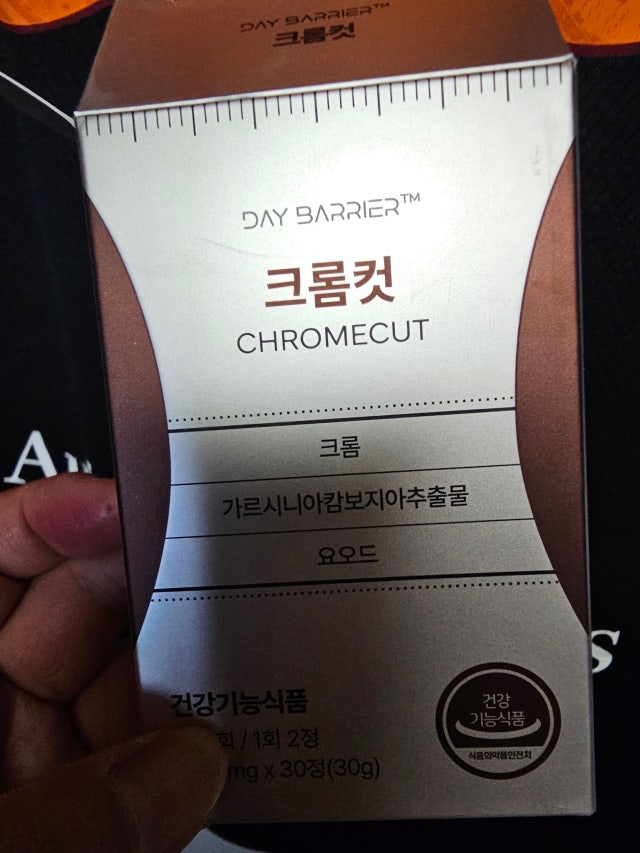 DAY BARRIER™
크롬컷
DAY BARRIER™
크롬컷
CHROMECUT
크롬
가르시니아캄보지아추출물
요오드
건강기능식품
회 / 1회 2정
mg x 30정(30g)
건강
기능식품
식품의약품안전처